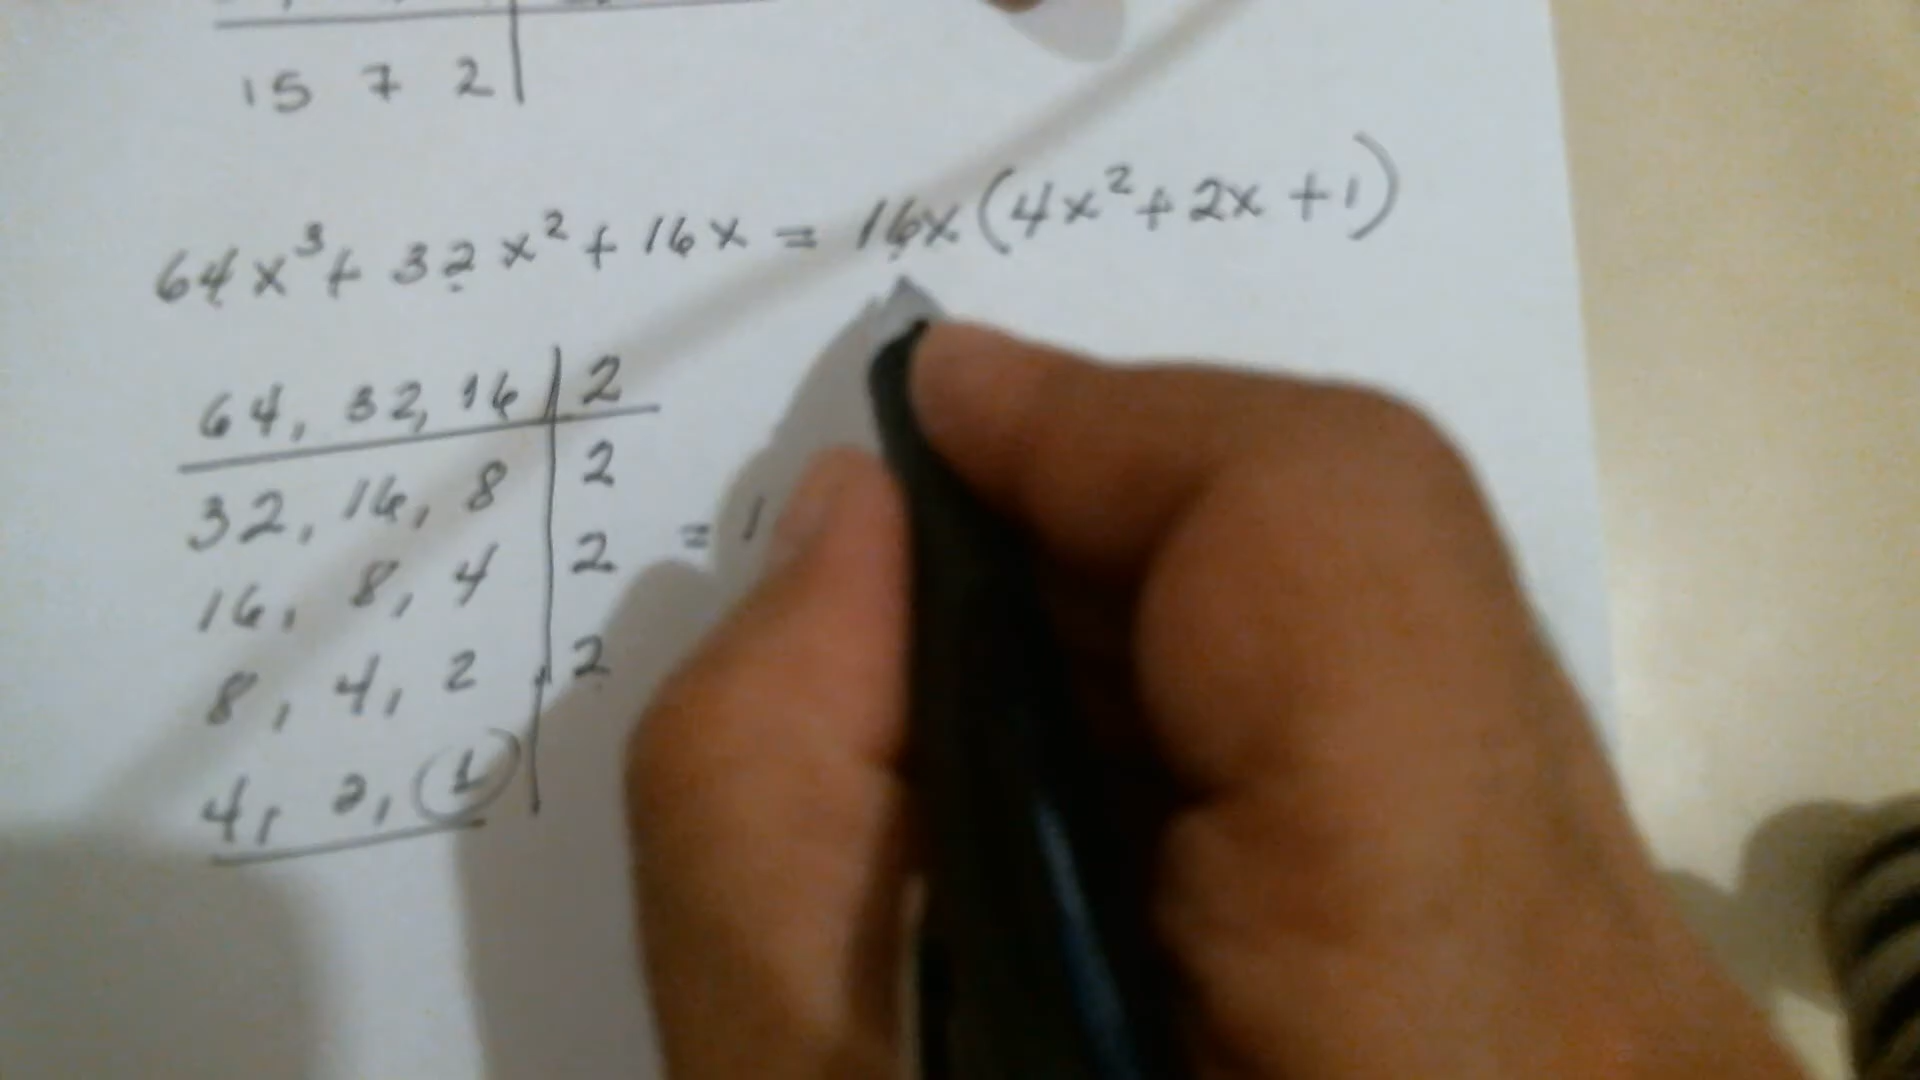 15 7 2
64x³ + 32x² + 16x = 16x(4x² + 2x + 1)
64, 32, 16 | 2
32, 16, 8 | 2
16, 8, 4 | 2 = 1
8, 4, 2 | 2
4, 2, 1